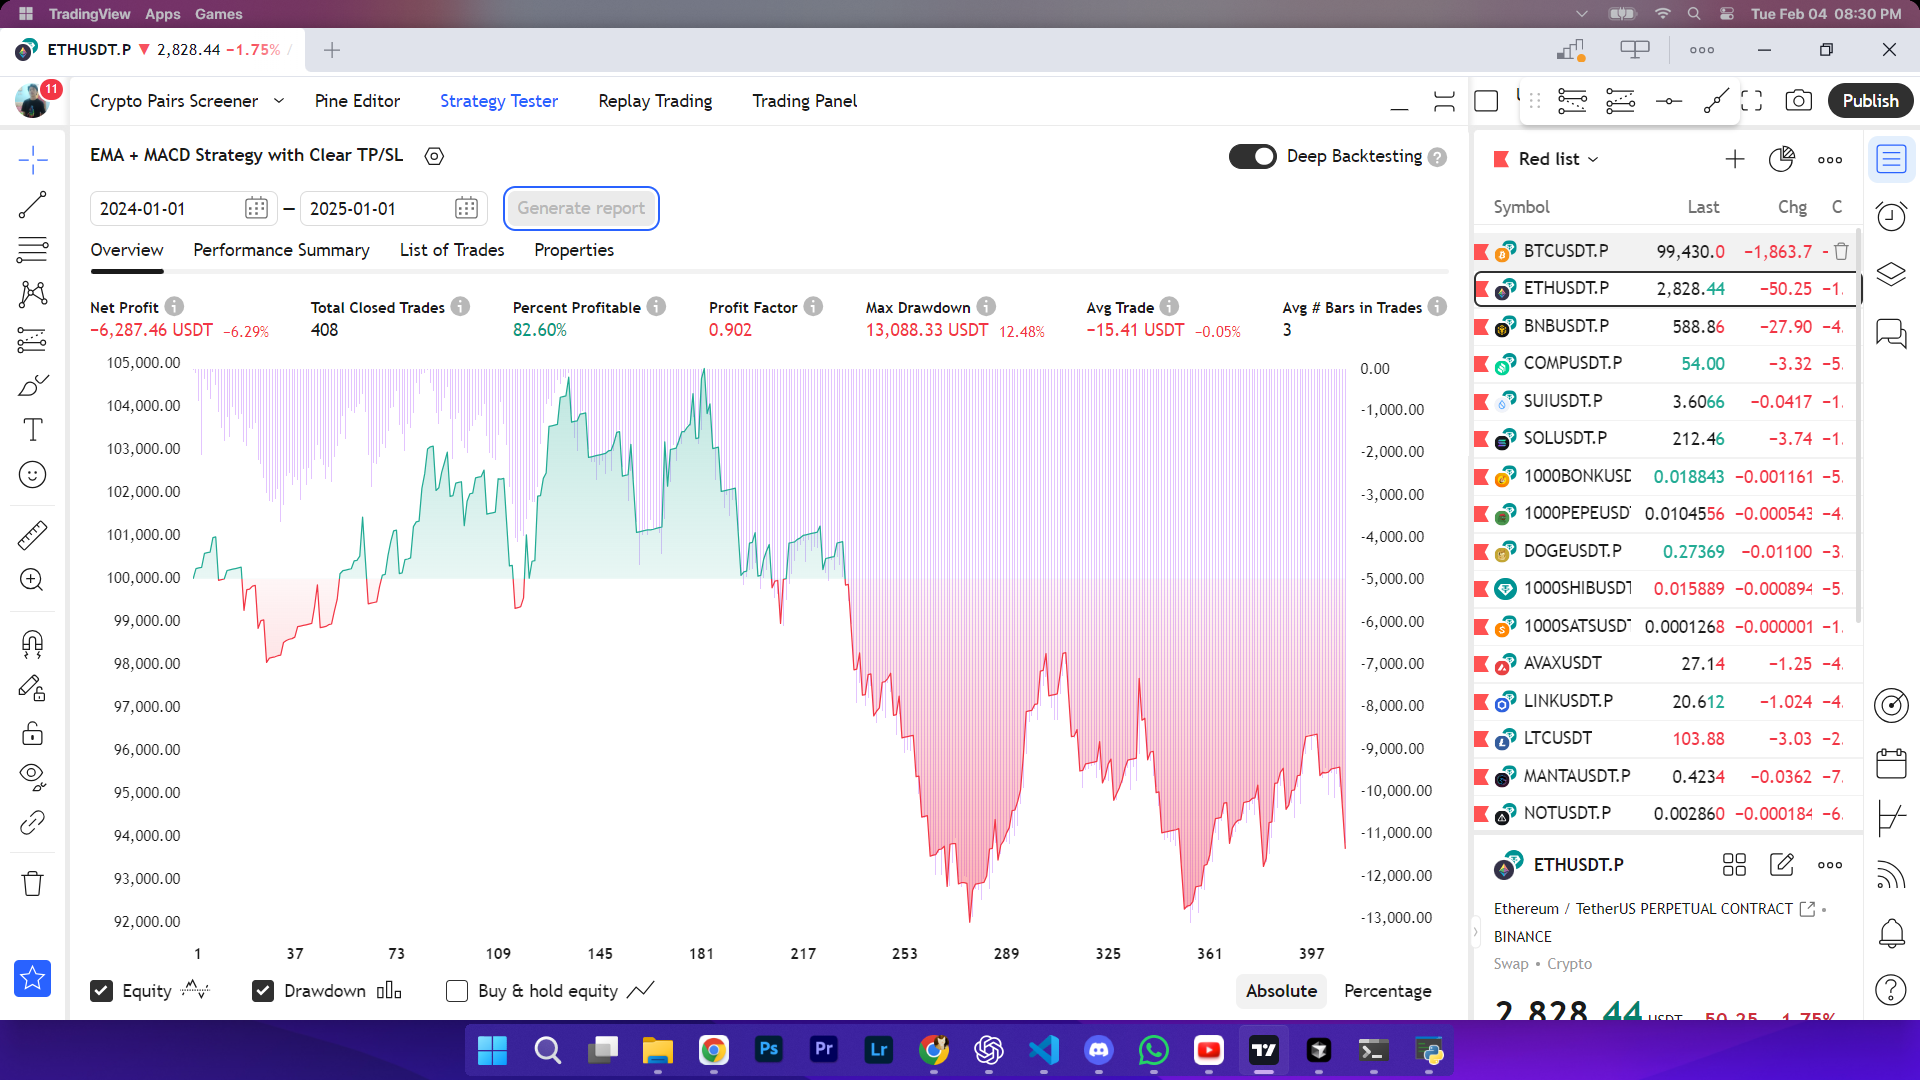 TradingView Apps Games
Tue Feb 04 08:30 PM
ETHUSDT.P ▼ 2,828.44 −1.75% /
11
Crypto Pairs Screener Strategy Tester Pine Editor Replay Trading Trading Panel
Publish
EMA + MACD Strategy with Clear TP/SL
Deep Backtesting
2024-01-01 — 2025-01-01 Generate report
Overview Performance Summary List of Trades Properties
Net Profit Total Closed Trades Percent Profitable Profit Factor Max Drawdown Avg Trade Avg # Bars in Trades
−6,287.46 USDT −6.29% 408 82.60% 0.902 13,088.33 USDT 12.48% −15.41 USDT −0.05% 3
105,000.00 0.00
104,000.00 -1,000.00
103,000.00 -2,000.00
102,000.00 -3,000.00
101,000.00 -4,000.00
100,000.00 -5,000.00
99,000.00 -6,000.00
98,000.00 -7,000.00
97,000.00 -8,000.00
96,000.00 -9,000.00
95,000.00 -10,000.00
94,000.00 -11,000.00
93,000.00 -12,000.00
92,000.00 -13,000.00
1 37 73 109 145 181 217 253 289 325 361 397
Equity Drawdown Buy & hold equity Absolute Percentage
Red list
Symbol Last Chg C
BTCUSDT.P 99,430.0 −1,863.7 -
ETHUSDT.P 2,828.44 −50.25 −1.
BNBUSDT.P 588.86 −27.90 −4.
COMPUSDT.P 54.00 −3.32 −5.
SUIUSDT.P 3.6066 −0.0417 −1.
SOLUSDT.P 212.46 −3.74 −1.
1000BONKUSD 0.018843 −0.001161 −5.
1000PEPEUSD 0.0104556 −0.000543 −4.
DOGEUSDT.P 0.27369 −0.01100 −3.
1000SHIBUSDT 0.015889 −0.000894 −5.
1000SATSUSDT 0.0001268 −0.000001 −1.
AVAXUSDT 27.14 −1.25 −4.
LINKUSDT.P 20.612 −1.024 −4.
LTCUSDT 103.88 −3.03 −2.
MANTAUSDT.P 0.4234 −0.0362 −7.
NOTUSDT.P 0.002860 −0.000184 −6.
ETHUSDT.P
Ethereum / TetherUS PERPETUAL CONTRACT •
BINANCE
Swap • Crypto
2,828.44 USDT −50.25 −1.75%
Ps Pr Lr